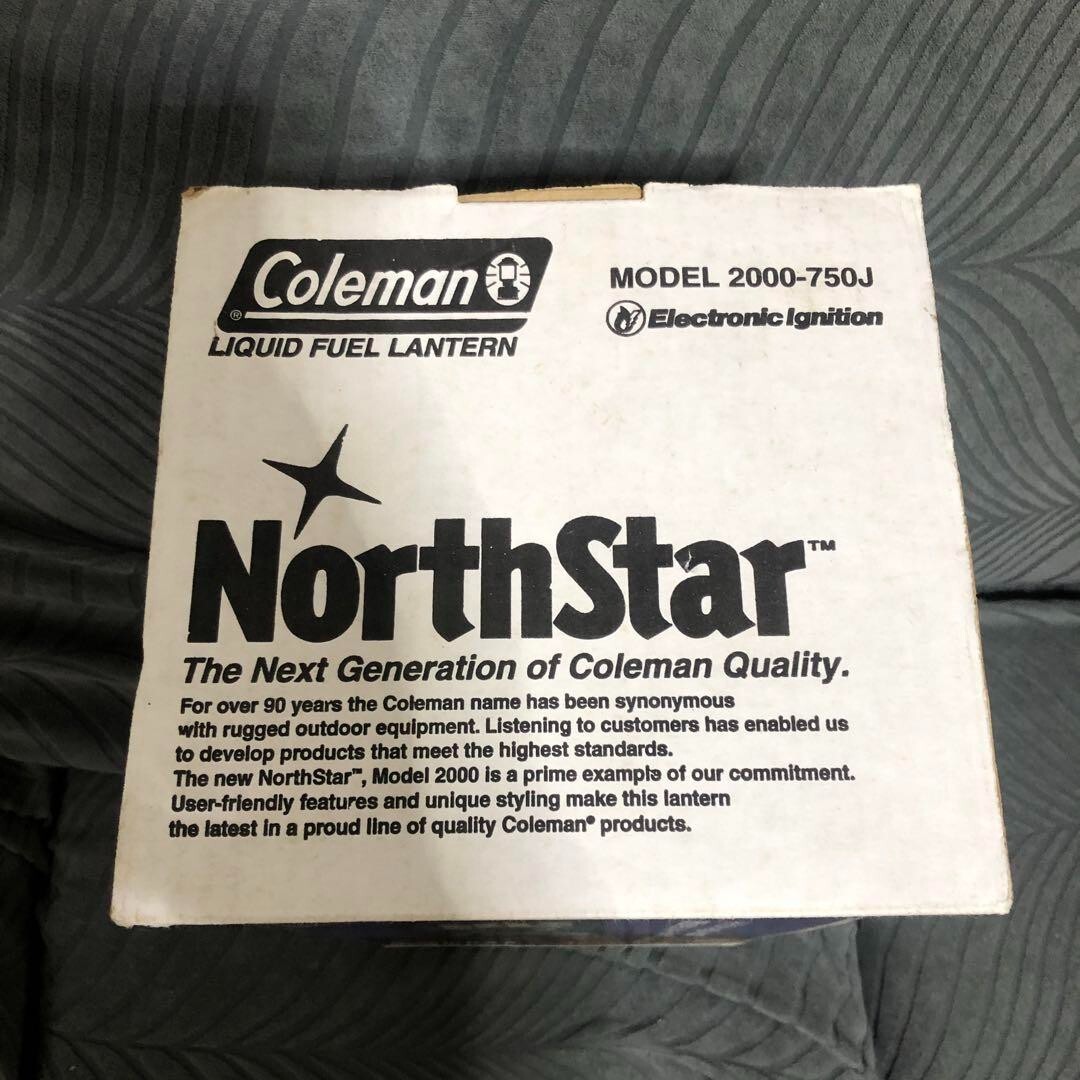 Coleman
®
LIQUID FUEL LANTERN
MODEL 2000-750J
Electronic Ignition
NorthStar™
The Next Generation of Coleman Quality.
For over 90 years the Coleman name has been synonymous
with rugged outdoor equipment. Listening to customers has enabled us
to develop products that meet the highest standards.
The new NorthStar™, Model 2000 is a prime example of our commitment.
User-friendly features and unique styling make this lantern
the latest in a proud line of quality Coleman® products.